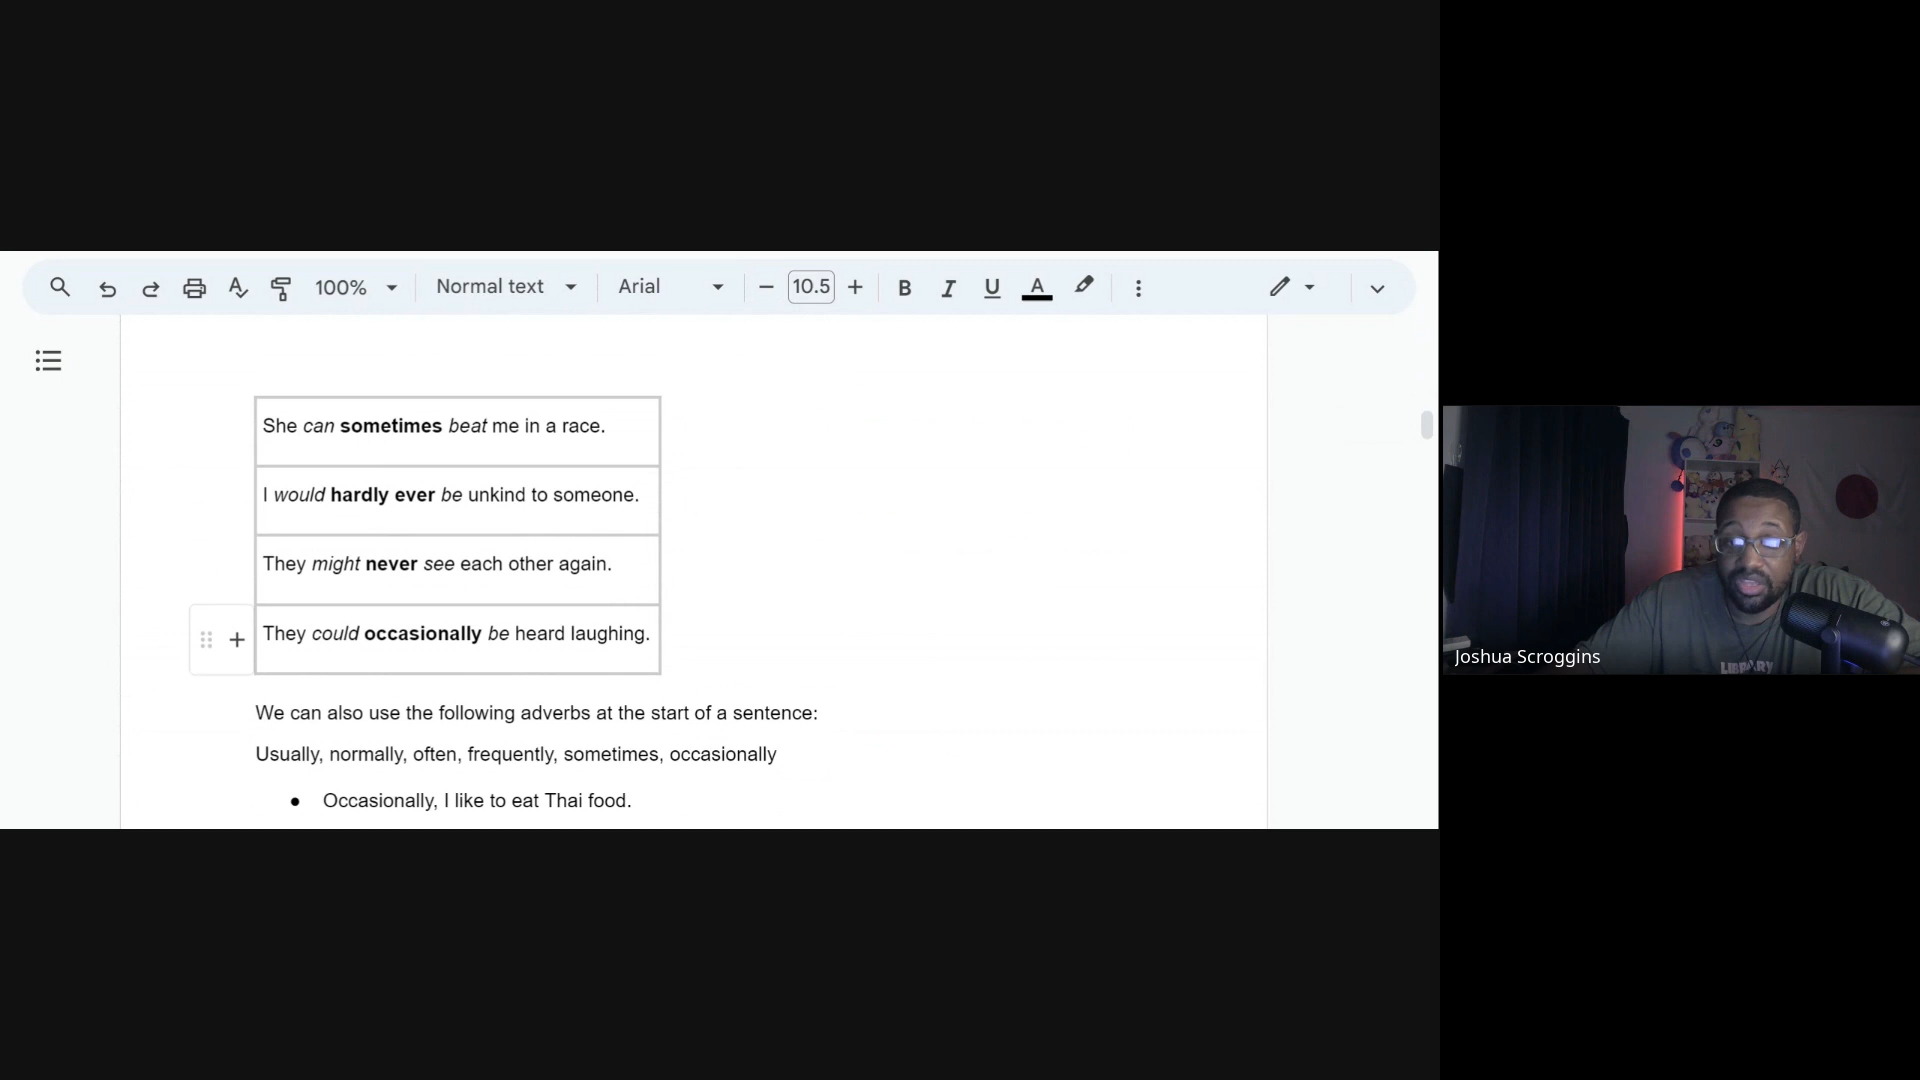 100%
Normal text
Arial
10.5
B I U A
She can sometimes beat me in a race.
I would hardly ever be unkind to someone.
They might never see each other again.
They could occasionally be heard laughing.
We can also use the following adverbs at the start of a sentence:
Usually, normally, often, frequently, sometimes, occasionally
● Occasionally, I like to eat Thai food.
LIBRARY
Joshua Scroggins